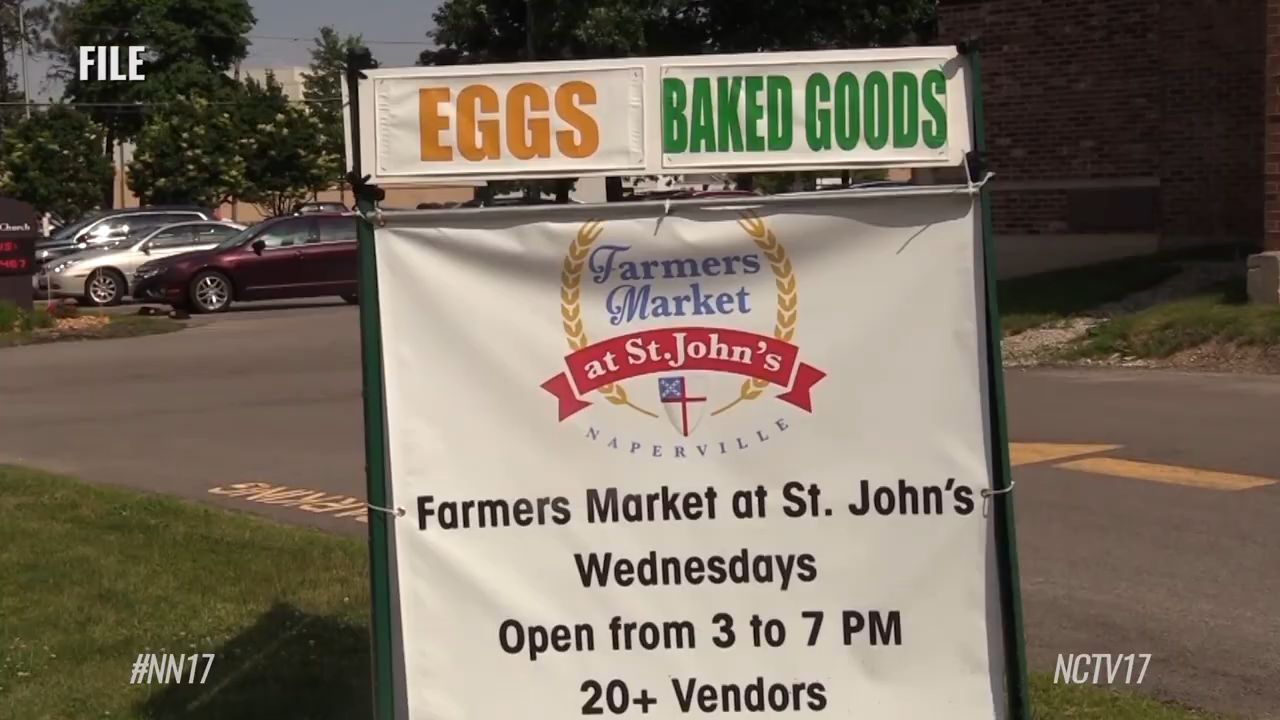 FILE
EGGS BAKED GOODS
Church
Farmers
Market
at St.John's
NAPERVILLE
Farmers Market at St. John's
Wednesdays
Open from 3 to 7 PM
20+ Vendors
#NN17
NCTV17